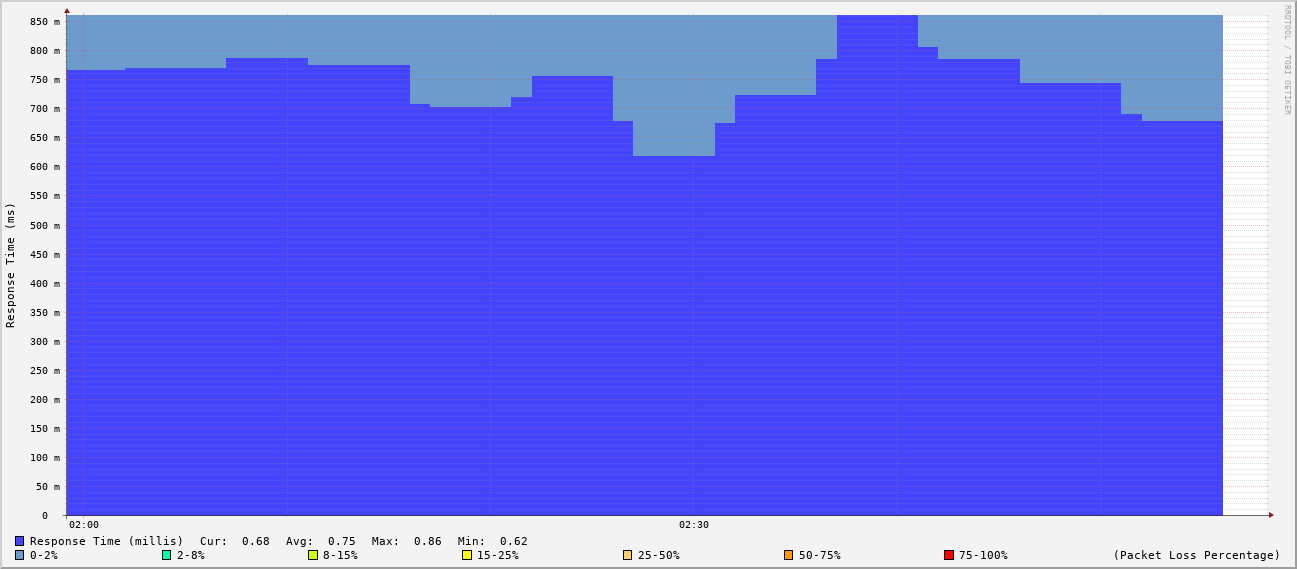 RRDTOOL / TOBI OETIKER
Response Time (ms)
850 m
800 m
750 m
700 m
650 m
600 m
550 m
500 m
450 m
400 m
350 m
300 m
250 m
200 m
150 m
100 m
50 m
0
02:00 02:30
Response Time (millis) Cur: 0.68 Avg: 0.75 Max: 0.86 Min: 0.62
0-2% 2-8% 8-15% 15-25% 25-50% 50-75% 75-100% (Packet Loss Percentage)